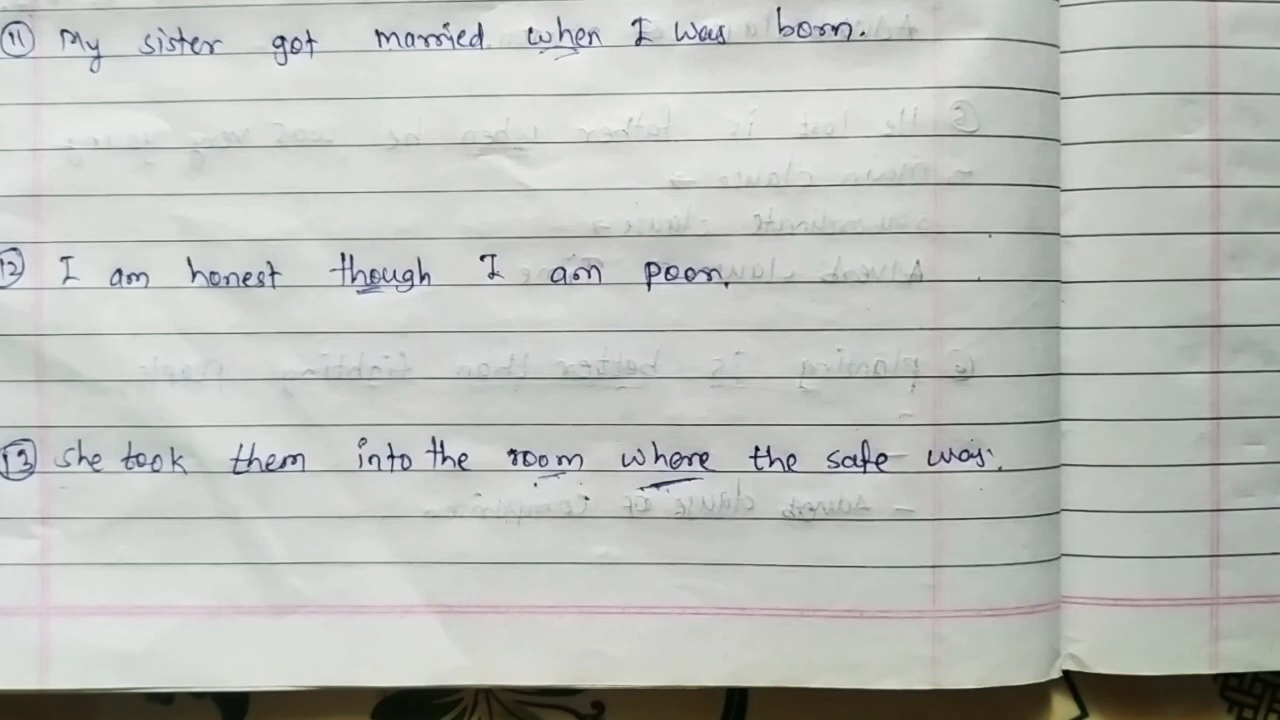 11 My sister got married when I was born.
12 I am honest though I am poor.
13 She took them into the room where the safe was.